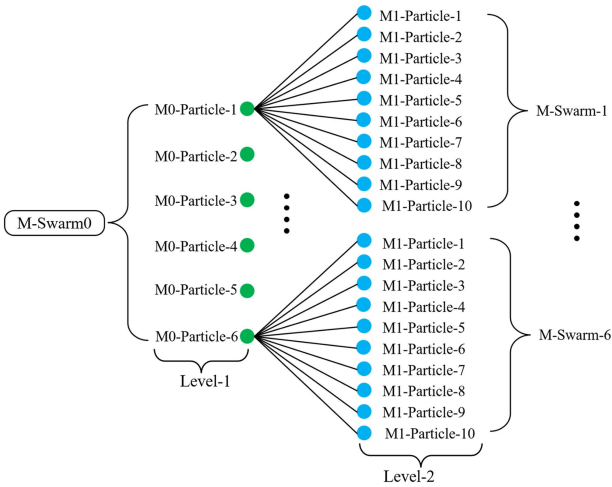 M-Swarm0
M0-Particle-1
M0-Particle-2
M0-Particle-3
M0-Particle-4
M0-Particle-5
M0-Particle-6
Level-1
M1-Particle-1
M1-Particle-2
M1-Particle-3
M1-Particle-4
M1-Particle-5
M1-Particle-6
M1-Particle-7
M1-Particle-8
M1-Particle-9
M1-Particle-10
M-Swarm-1
M1-Particle-1
M1-Particle-2
M1-Particle-3
M1-Particle-4
M1-Particle-5
M1-Particle-6
M1-Particle-7
M1-Particle-8
M1-Particle-9
M1-Particle-10
M-Swarm-6
Level-2